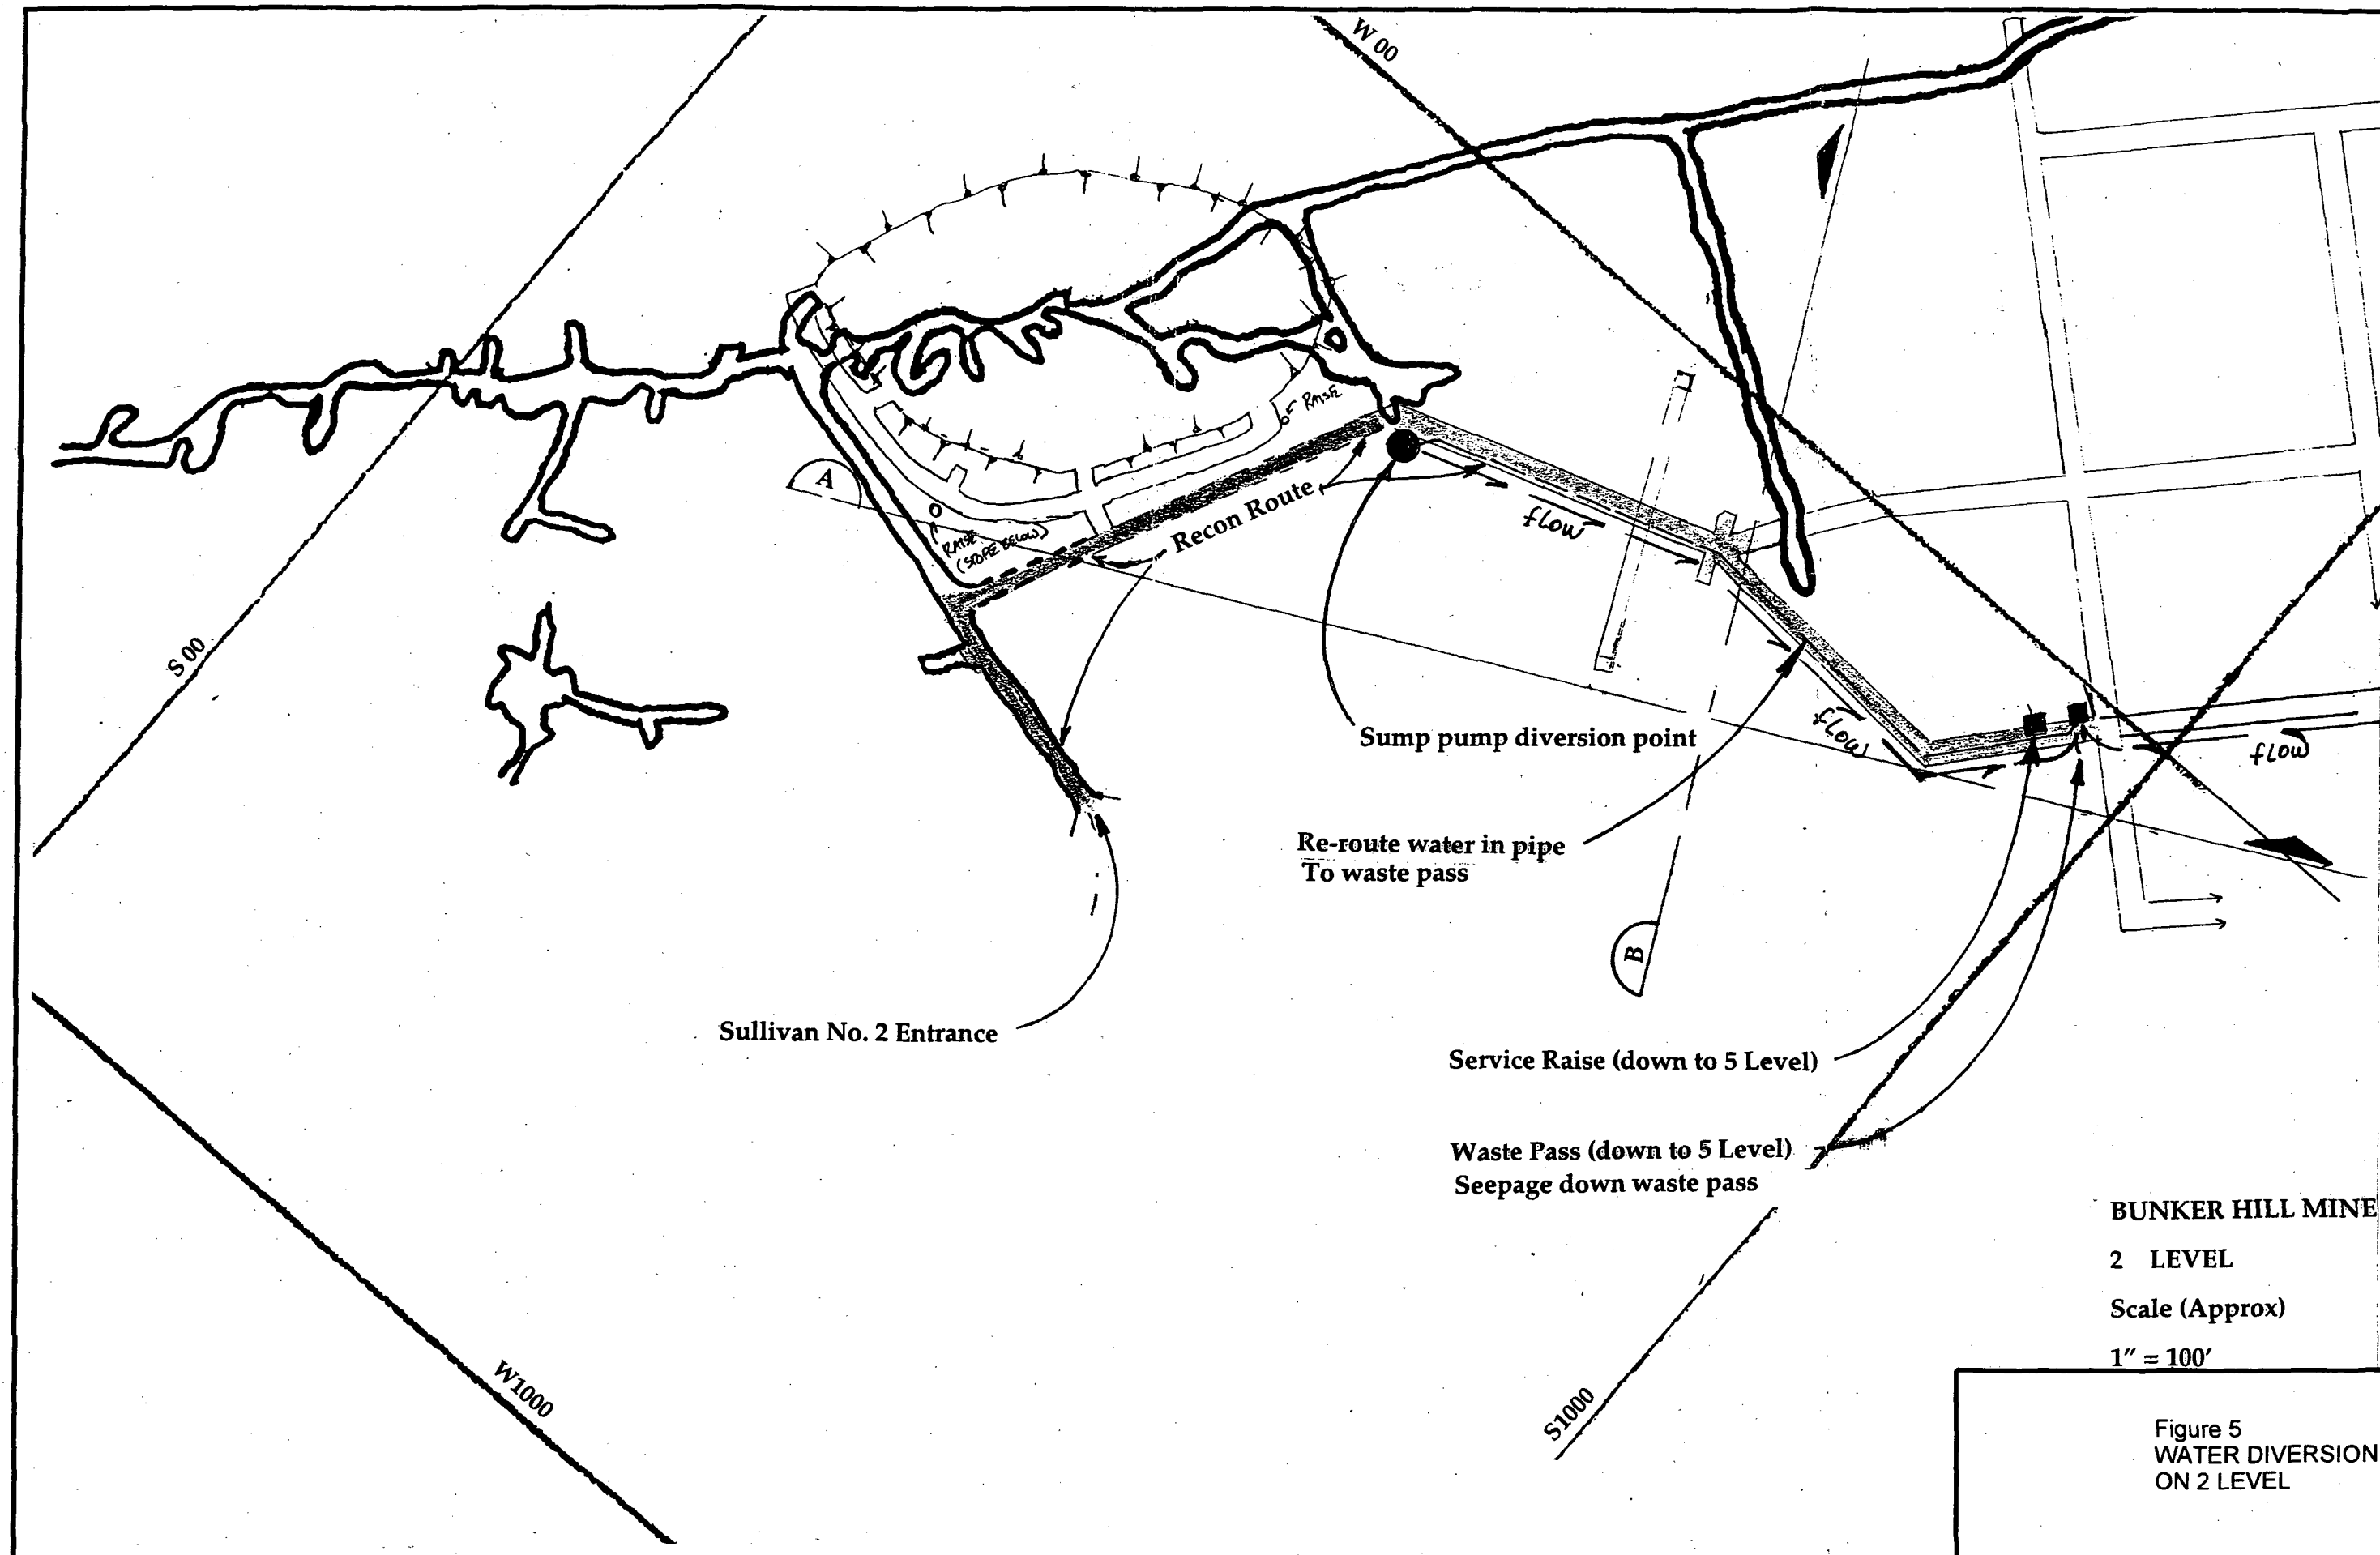 W 00
RAISE
A
Recon Route
flow
RAISE
(STOPE BELOW)
S 00
flow
flow
Sump pump diversion point
Re-route water in pipe
To waste pass
B
Sullivan No. 2 Entrance
Service Raise (down to 5 Level)
Waste Pass (down to 5 Level)
Seepage down waste pass
BUNKER HILL MINE
2 LEVEL
Scale (Approx)
1" = 100'
W1000
S1000
Figure 5
WATER DIVERSION
ON 2 LEVEL